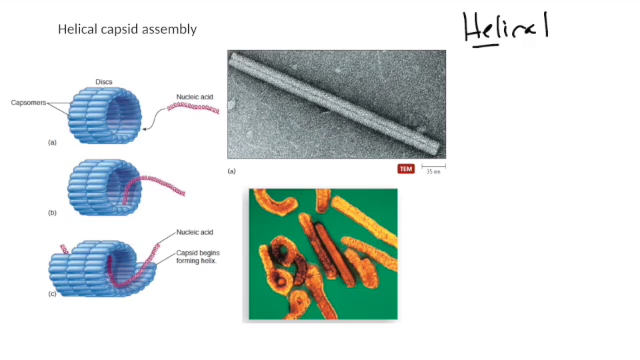 Helical capsid assembly
Helical
Discs
Nucleic acid
Capsomers
(a)
(b)
Nucleic acid
Capsid begins
forming helix.
(c)
(a)
TEM
35 nm